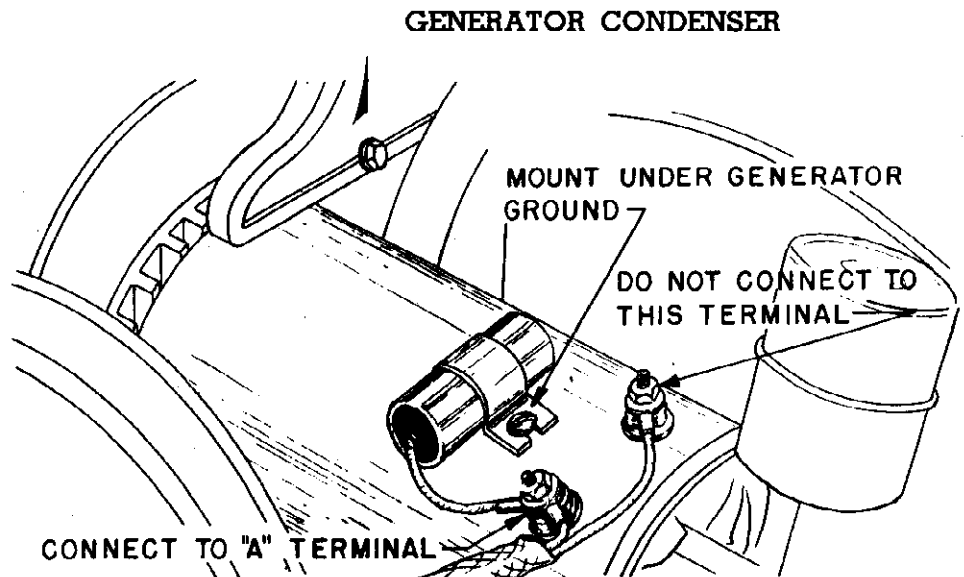 GENERATOR CONDENSER
MOUNT UNDER GENERATOR
GROUND
DO NOT CONNECT TO
THIS TERMINAL
CONNECT TO "A" TERMINAL